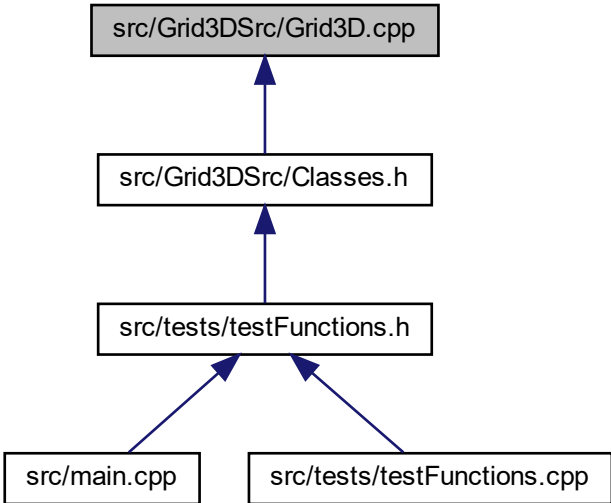 src/Grid3DSrc/Grid3D.cpp
src/Grid3DSrc/Classes.h
src/tests/testFunctions.h
src/main.cpp
src/tests/testFunctions.cpp